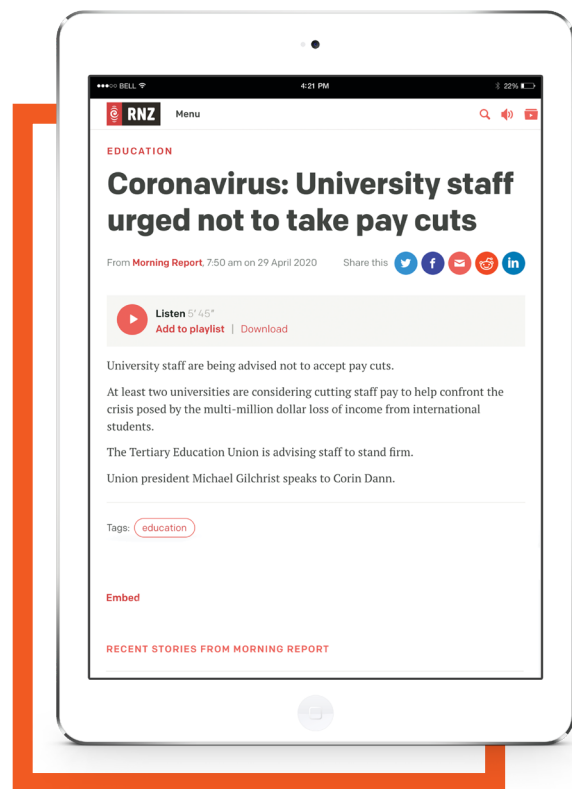 BELL 4:21 PM 22%
RNZ Menu
EDUCATION
Coronavirus: University staff
urged not to take pay cuts
From Morning Report, 7:50 am on 29 April 2020 Share this
Listen 5' 45"
Add to playlist | Download
University staff are being advised not to accept pay cuts.
At least two universities are considering cutting staff pay to help confront the
crisis posed by the multi-million dollar loss of income from international
students.
The Tertiary Education Union is advising staff to stand firm.
Union president Michael Gilchrist speaks to Corin Dann.
Tags: education
Embed
RECENT STORIES FROM MORNING REPORT